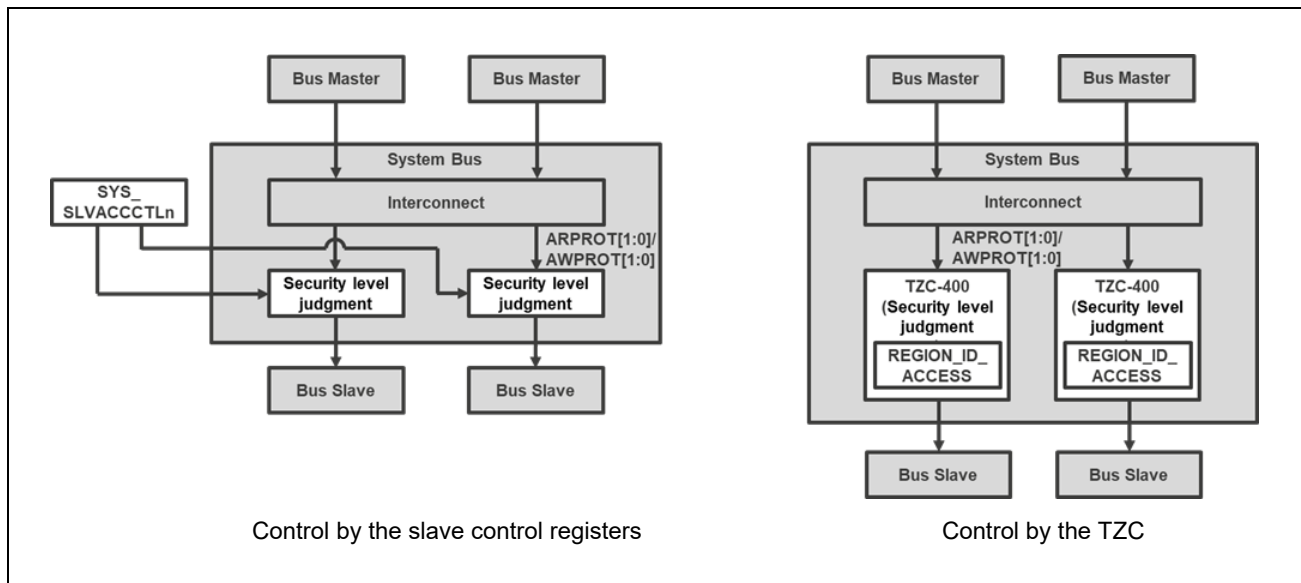 Bus Master
Bus Master
System Bus
SYS_
SLVACCCTLn
Interconnect
ARPROT[1:0]/
AWPROT[1:0]
Security level
judgment
Security level
judgment
Bus Slave
Bus Slave
Control by the slave control registers
Bus Master
Bus Master
System Bus
Interconnect
ARPROT[1:0]/
AWPROT[1:0]
TZC-400
(Security level
judgment
REGION_ID_
ACCESS
TZC-400
(Security level
judgment
REGION_ID_
ACCESS
Bus Slave
Bus Slave
Control by the TZC